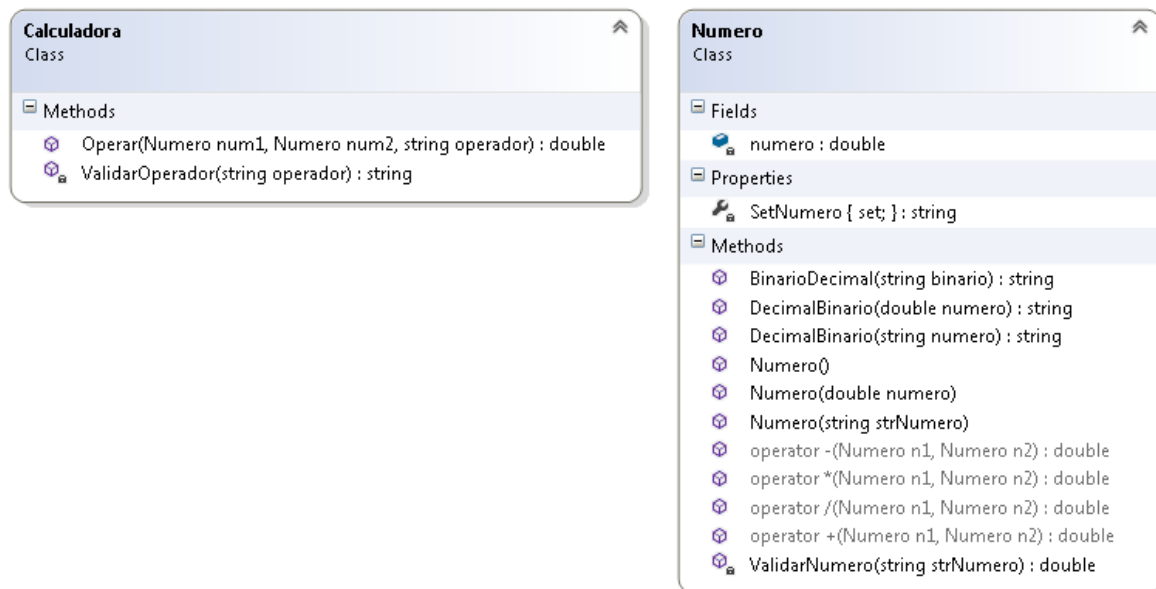 Calculadora
Class
Methods
Operar(Numero num1, Numero num2, string operador) : double
ValidarOperador(string operador) : string
Numero
Class
Fields
numero : double
Properties
SetNumero { set; } : string
Methods
BinarioDecimal(string binario) : string
DecimalBinario(double numero) : string
DecimalBinario(string numero) : string
Numero()
Numero(double numero)
Numero(string strNumero)
operator -(Numero n1, Numero n2) : double
operator *(Numero n1, Numero n2) : double
operator /(Numero n1, Numero n2) : double
operator +(Numero n1, Numero n2) : double
ValidarNumero(string strNumero) : double